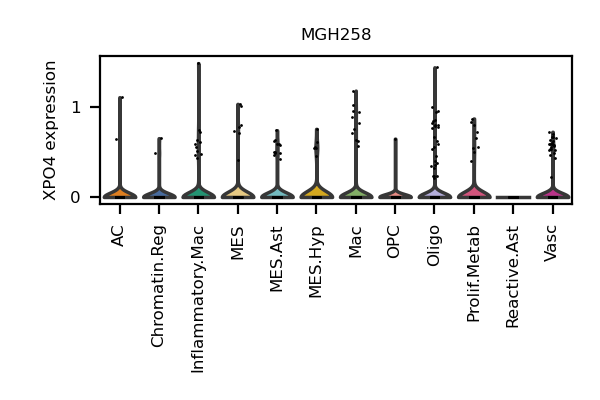 MGH258
XPO4 expression
1
0
AC
Chromatin.Reg
Inflammatory.Mac
MES
MES.Ast
MES.Hyp
Mac
OPC
Oligo
Prolif.Metab
Reactive.Ast
Vasc